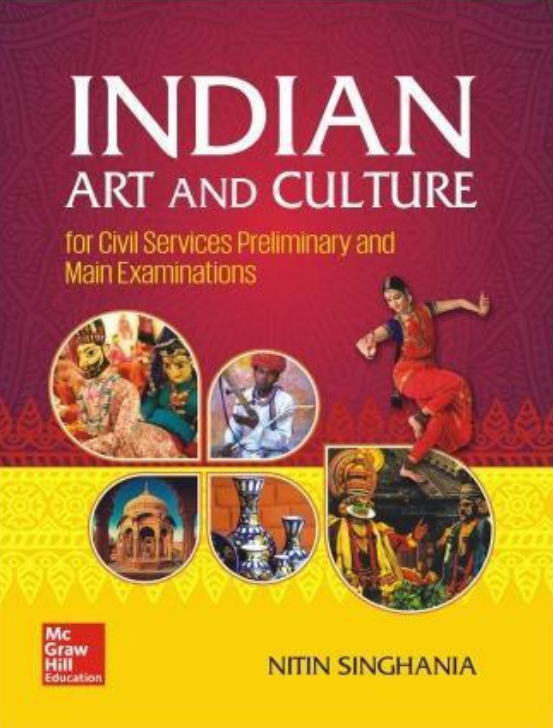 INDIAN
ART AND CULTURE
for Civil Services Preliminary and
Main Examinations
Mc
Graw
Hill
Education
NITIN SINGHANIA